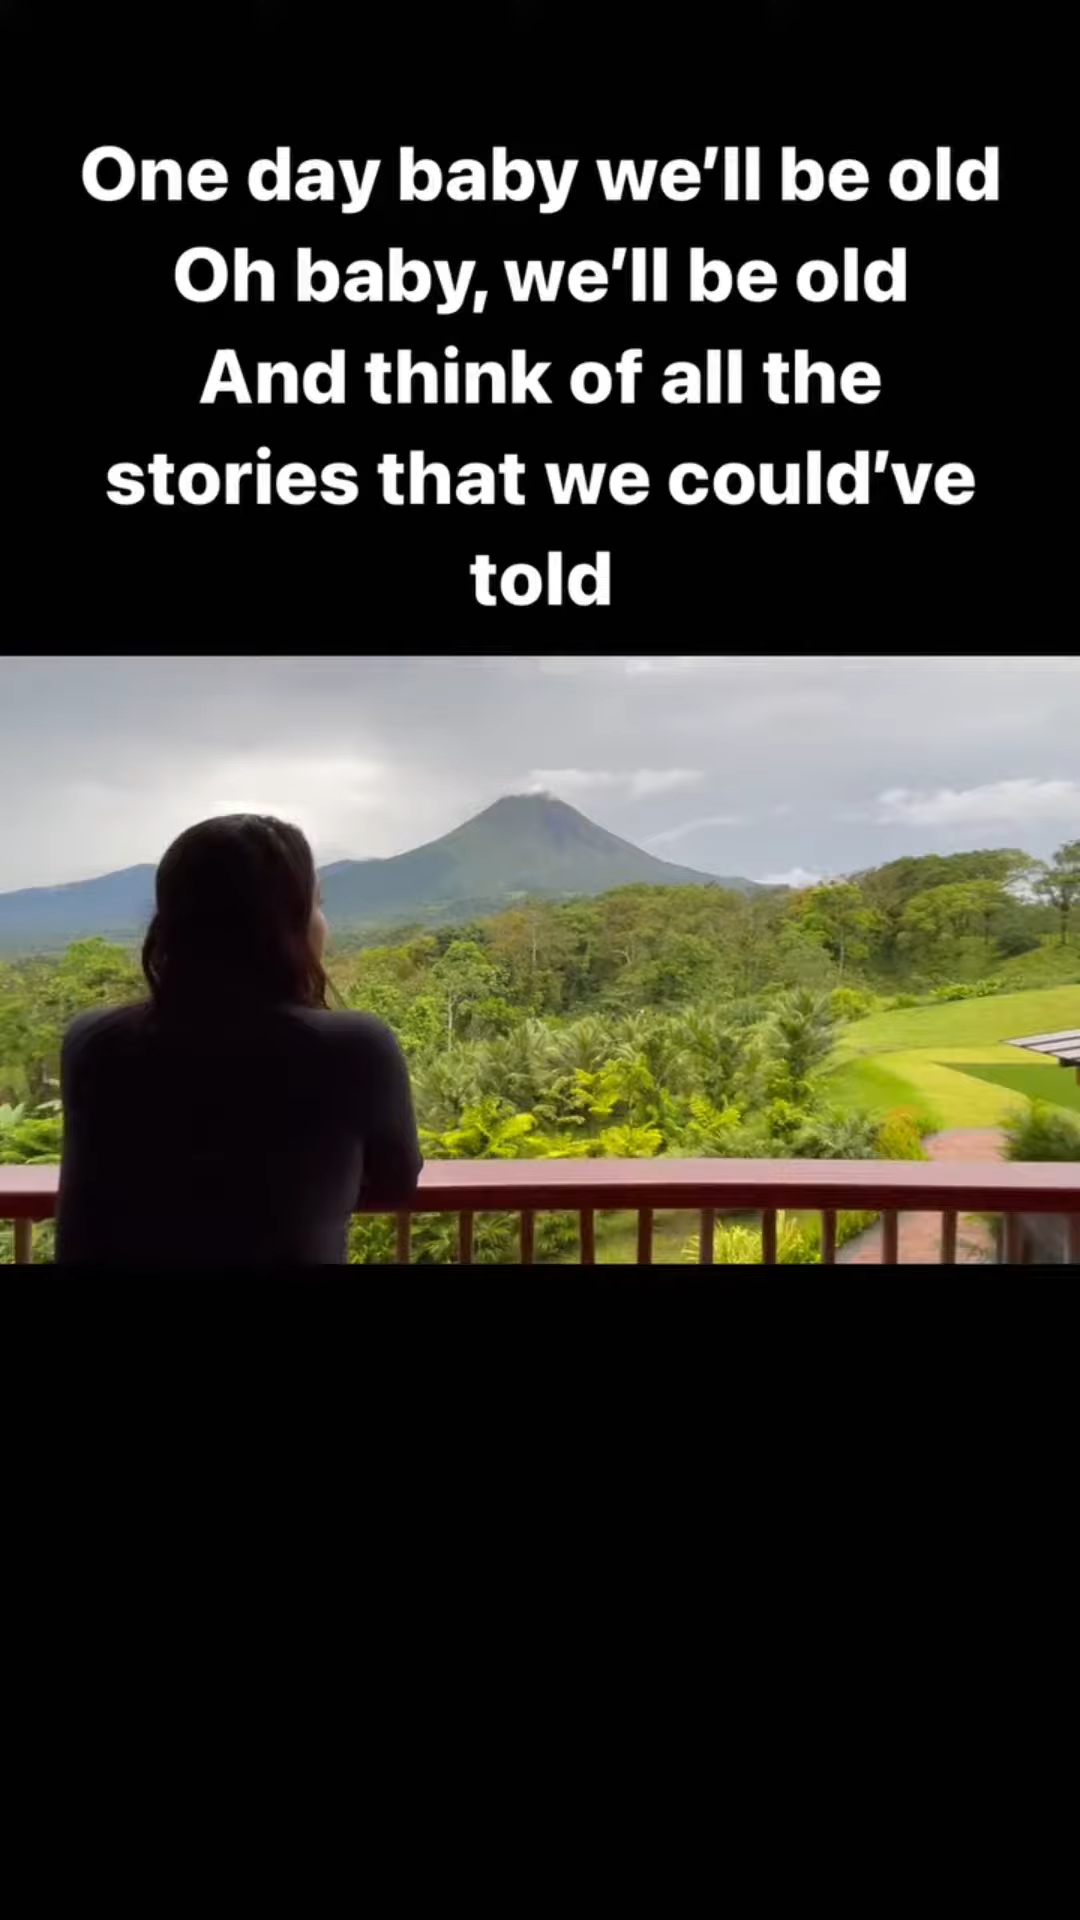 One day baby we’ll be old
Oh baby, we’ll be old
And think of all the
stories that we could’ve
told